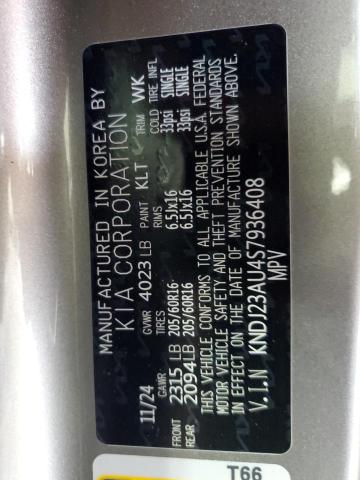 MANUFACTURED IN KOREA BY
KIA CORPORATION
11/24 GVWR 4023 LB PAINT KLT TRIM WK
GAWR TIRES RIMS COLD TIRE INFL
FRONT 2315 LB 205/60R16 6.5Jx16 33psi SINGLE
REAR 2094LB 205/60R16 6.5Jx16 33psi SINGLE
THIS VEHICLE CONFORMS TO ALL APPLICABLE U.S.A. FEDERAL
MOTOR VEHICLE SAFETY AND THEFT PREVENTION STANDARDS
IN EFFECT ON THE DATE OF MANUFACTURE SHOWN ABOVE.
V.I.N KNDJ23AU4S7936408
MPV
T66